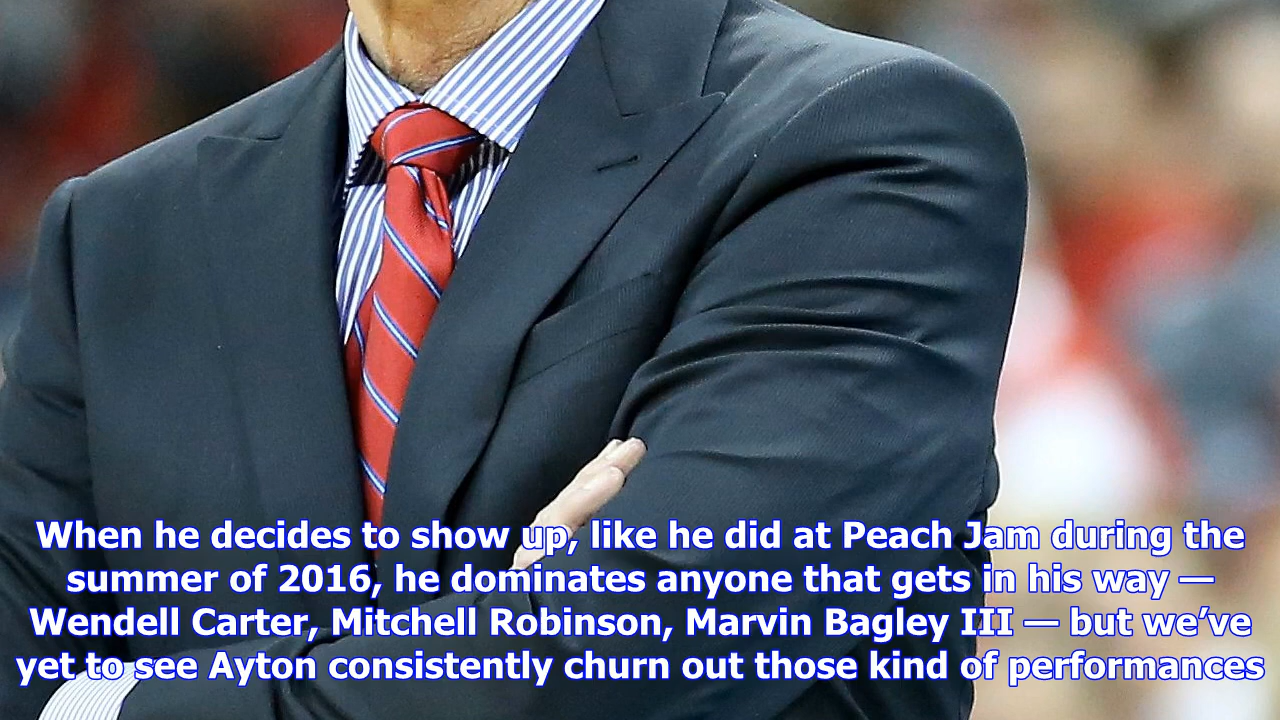 When he decides to show up, like he did at Peach Jam during the
summer of 2016, he dominates anyone that gets in his way —
Wendell Carter, Mitchell Robinson, Marvin Bagley III — but we’ve
yet to see Ayton consistently churn out those kind of performances